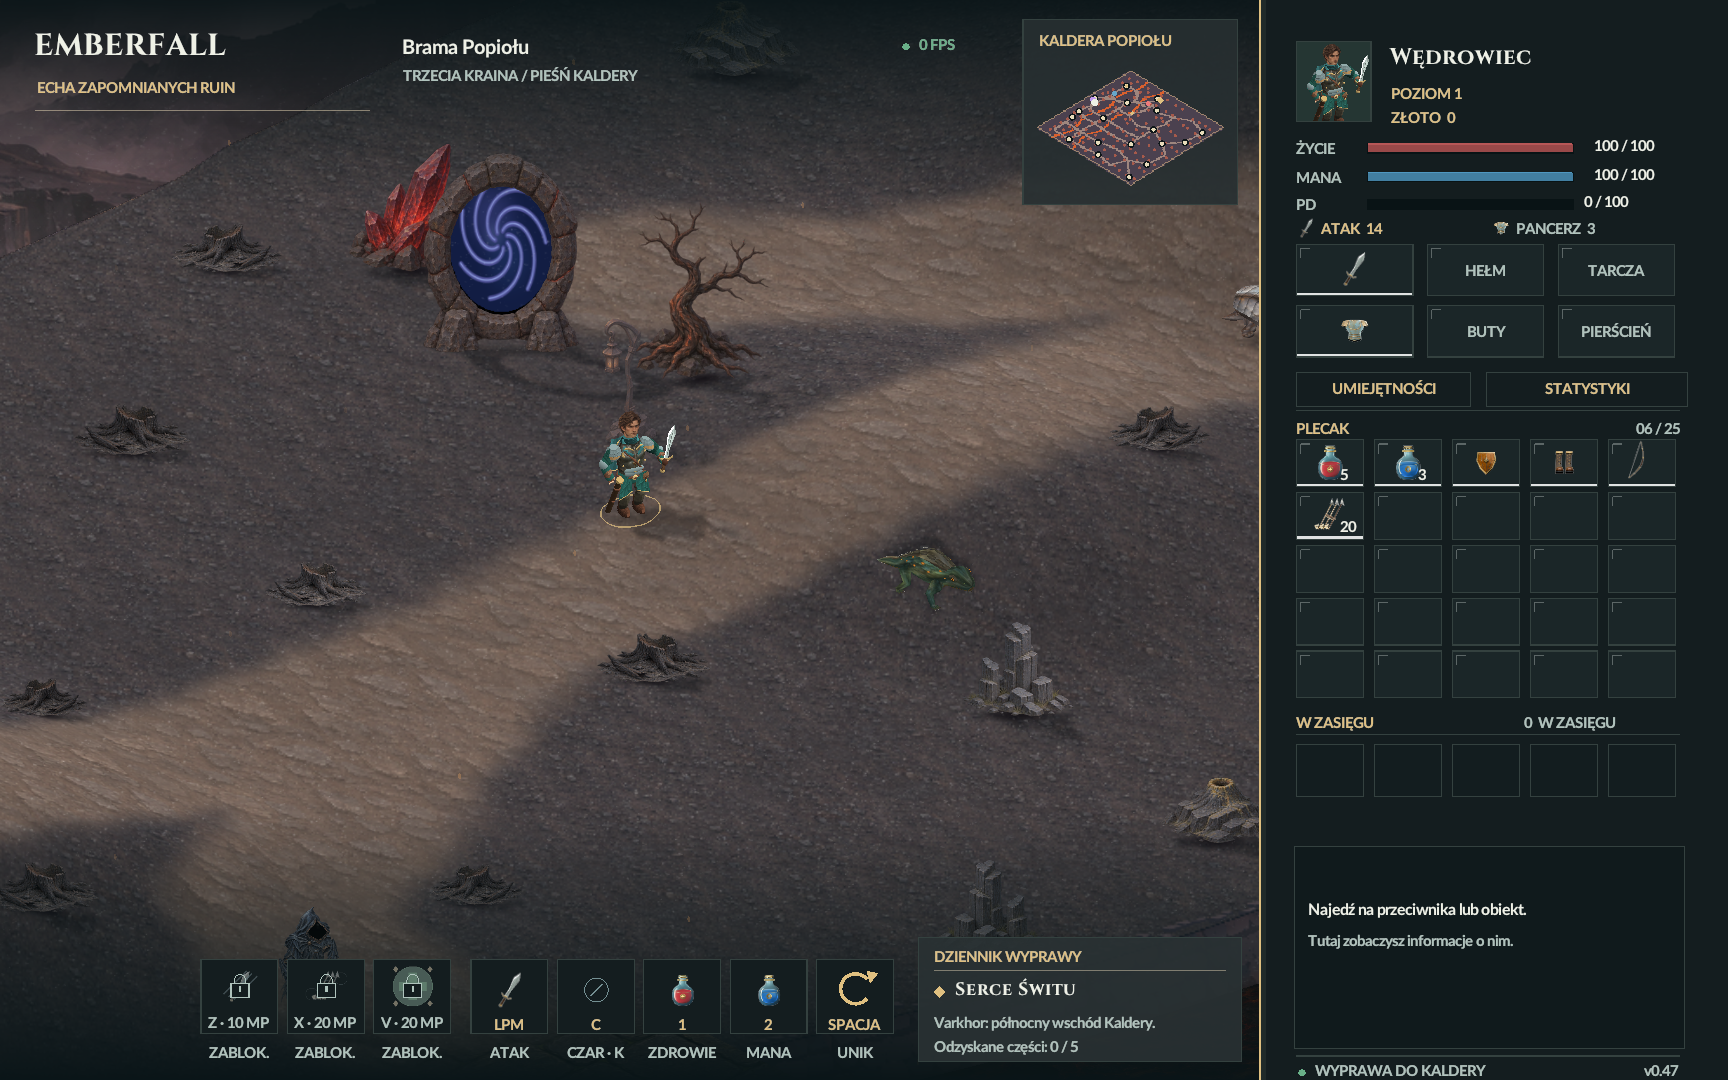 EMBERFALL
ECHA ZAPOMNIANYCH RUIN
Brama Popiołu
TRZECIA KRAINA / PIEŚŃ KALDERY
0 FPS
KALDERA POPIOŁU
WĘDROWIEC
POZIOM 1
ZŁOTO 0
ŻYCIE 100 / 100
MANA 100 / 100
PD 0 / 100
ATAK 14 PANCERZ 3
HEŁM TARCZA
BUTY PIERŚCIEŃ
UMIEJĘTNOŚCI STATYSTYKI
PLECAK 06 / 25
5 3
20
W ZASIĘGU 0 W ZASIĘGU
Najedź na przeciwnika lub obiekt.
Tutaj zobaczysz informacje o nim.
WYPRAWA DO KALDERY v0.47
Z · 10 MP X · 20 MP V · 20 MP LPM C 1 2 SPACJA
ZABLOK. ZABLOK. ZABLOK. ATAK CZAR · K ZDROWIE MANA UNIK
DZIENNIK WYPRAWY
SERCE ŚWITU
Varkhor: północny wschód Kaldery.
Odzyskane części: 0 / 5